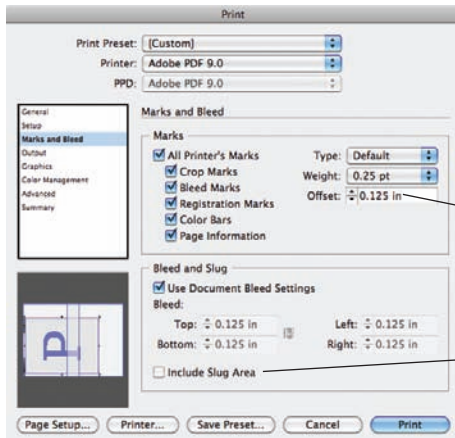 Print
Print Preset: [Custom]
Printer: Adobe PDF 9.0
PPD: Adobe PDF 9.0
General
Setup
Marks and Bleed
Output
Graphics
Color Management
Advanced
Summary
Marks and Bleed
Marks
All Printer's Marks
Crop Marks
Bleed Marks
Registration Marks
Color Bars
Page Information
Type: Default
Weight: 0.25 pt
Offset: 0.125 in
Bleed and Slug
Use Document Bleed Settings
Bleed:
Top: 0.125 in Left: 0.125 in
Bottom: 0.125 in Right: 0.125 in
Include Slug Area
P
Page Setup... Printer... Save Preset... Cancel Print